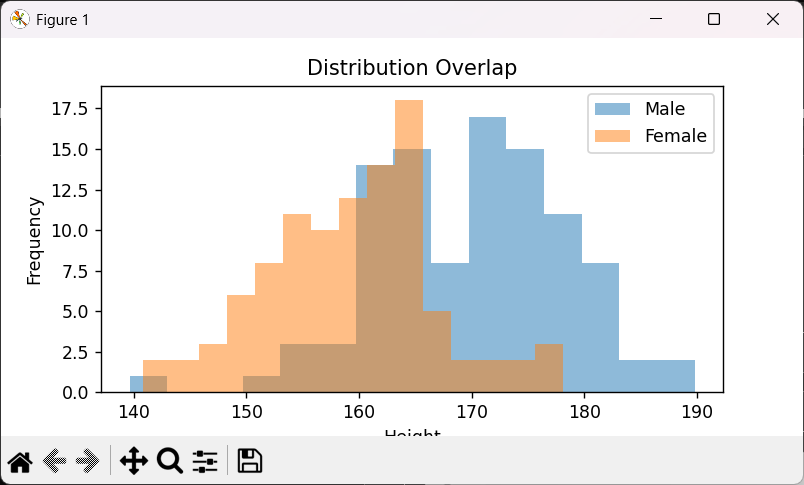 Figure 1
Distribution Overlap
Male
Female
Frequency
17.5
15.0
12.5
10.0
7.5
5.0
2.5
0.0
140 150 160 170 180 190
Height